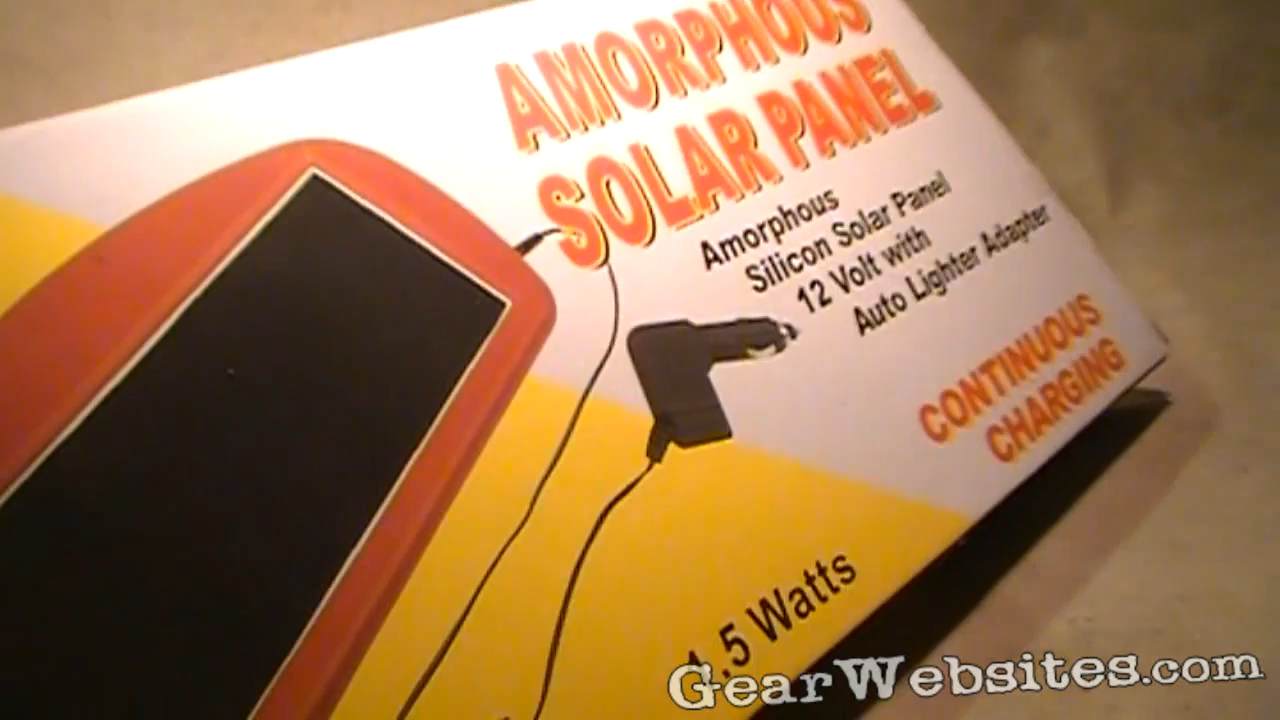 AMORPHOUS
SOLAR PANEL
Amorphous
Silicon Solar Panel
12 Volt with
Auto Lighter Adapter
CONTINUOUS
CHARGING
1.5 Watts
GearWebsites.com